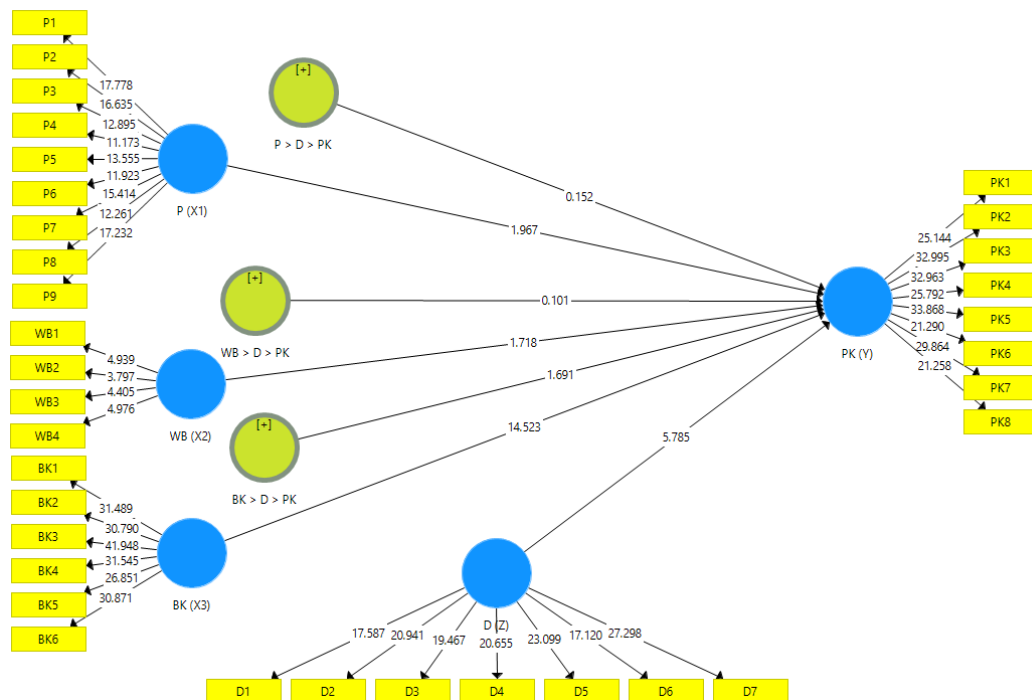 P1
P2
P3
P4
P5
P6
P7
P8
P9
17.778
16.635
12.895
11.173
13.555
11.923
15.414
12.261
17.232
P (X1)
[+]
P > D > PK
0.152
1.967
[+]
WB > D > PK
0.101
WB1
WB2
WB3
WB4
4.939
3.797
4.405
4.976
WB (X2)
1.718
[+]
BK > D > PK
1.691
BK1
BK2
BK3
BK4
BK5
BK6
31.489
30.790
41.948
31.545
26.851
30.871
BK (X3)
14.523
5.785
PK (Y)
25.144
32.995
32.963
25.792
33.868
21.290
29.864
21.258
PK1
PK2
PK3
PK4
PK5
PK6
PK7
PK8
D (Z)
17.587
20.941
19.467
20.655
23.099
17.120
27.298
D1
D2
D3
D4
D5
D6
D7